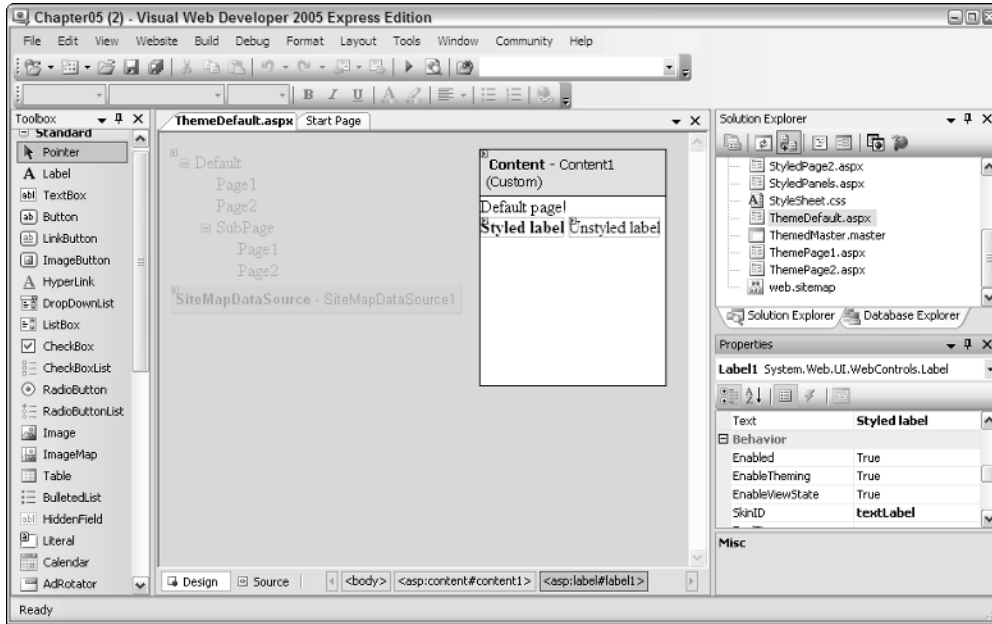 Chapter05 (2) - Visual Web Developer 2005 Express Edition
File Edit View Website Build Debug Format Layout Tools Window Community Help
B I U A
Toolbox
Standard
Pointer
A Label
abl TextBox
ab Button
ab LinkButton
ImageButton
A HyperLink
DropDownList
ListBox
CheckBox
CheckBoxList
RadioButton
RadioButtonList
Image
ImageMap
Table
BulletedList
abl HiddenField
Literal
Calendar
AdRotator
ThemeDefault.aspx Start Page
Default
Page1
Page2
SubPage
Page1
Page2
SiteMapDataSource - SiteMapDataSource1
Content - Content1
(Custom)
Default page!
Styled label Unstyled label
Design Source <body> <asp:content#content1> <asp:label#label1>
Solution Explorer
StyledPage2.aspx
StyledPanels.aspx
StyleSheet.css
ThemeDefault.aspx
ThemedMaster.master
ThemePage1.aspx
ThemePage2.aspx
web.sitemap
Solution Explorer Database Explorer
Properties
Label1 System.Web.UI.WebControls.Label
Text Styled label
Behavior
Enabled True
EnableTheming True
EnableViewState True
SkinID textLabel
Misc
Ready